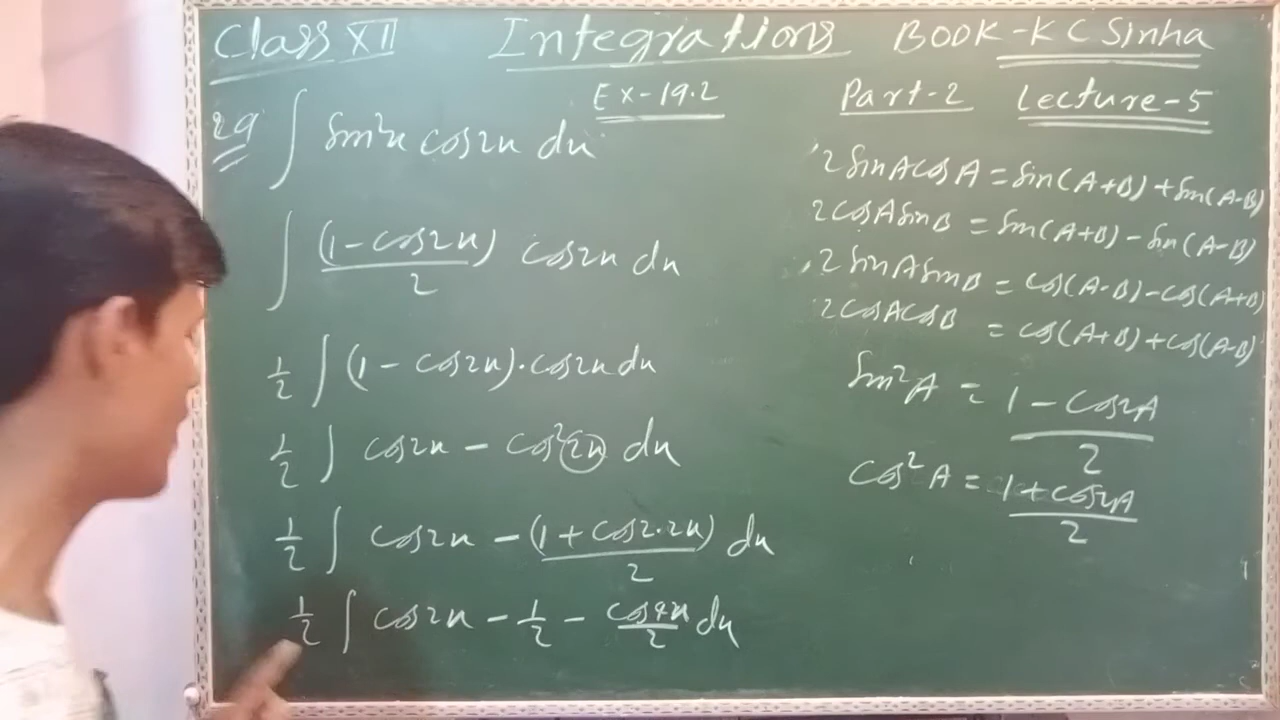 Class XII Integrations BOOK-KC Sinha
Ex-19.2 Part-2 Lecture-5
29 ∫ Sin²x cos2x dx
∫ (1-cos2x)/2 cos2x dx
1/2 ∫ (1-cos2x).cos2x dx
1/2 ∫ cos2x - cos²2x dx
1/2 ∫ cos2x - (1+cos2.2x)/2 dx
1/2 ∫ cos2x - 1/2 - cos4x/2 dx
2SinAcosA = Sin(A+B)+Sin(A-B)
2cosASinB = Sin(A+B)-Sin(A-B)
2SinASinB = cos(A-B)-cos(A+B)
2cosAcosB = cos(A+B)+cos(A-B)
Sin²A = 1-cos2A/2
Cos²A = 1+cos2A/2